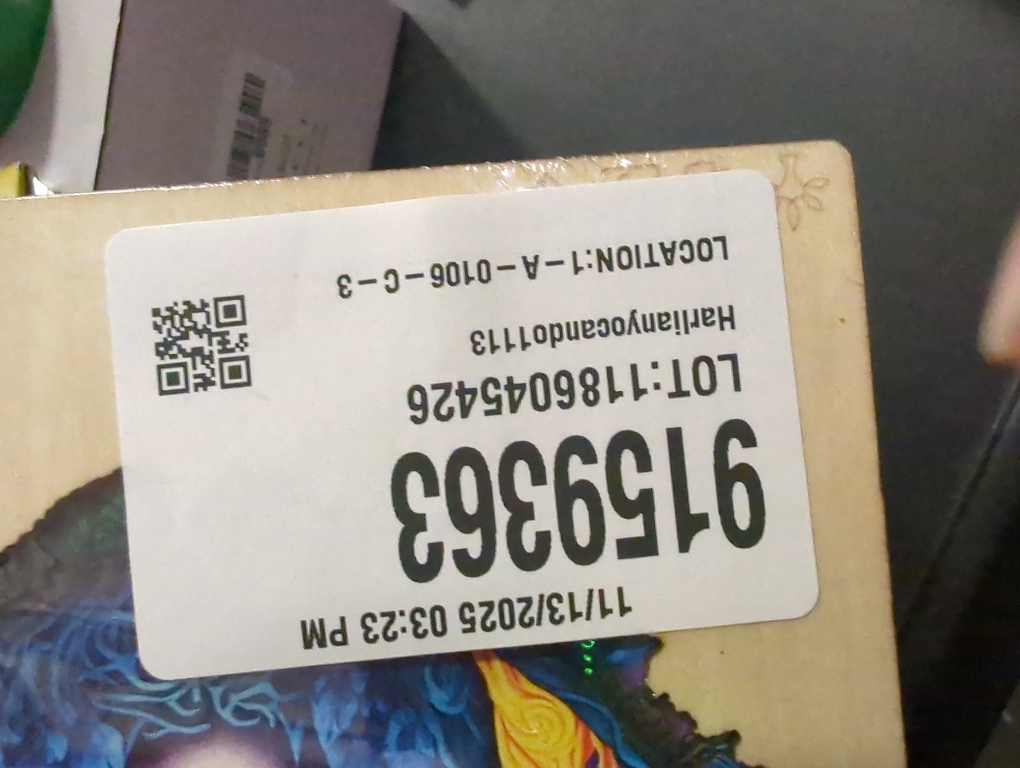 11/13/2025 03:23 PM
9159363
LOT:1186045426
Harlianyocando1113
LOCATION:1-A-0106-C-3